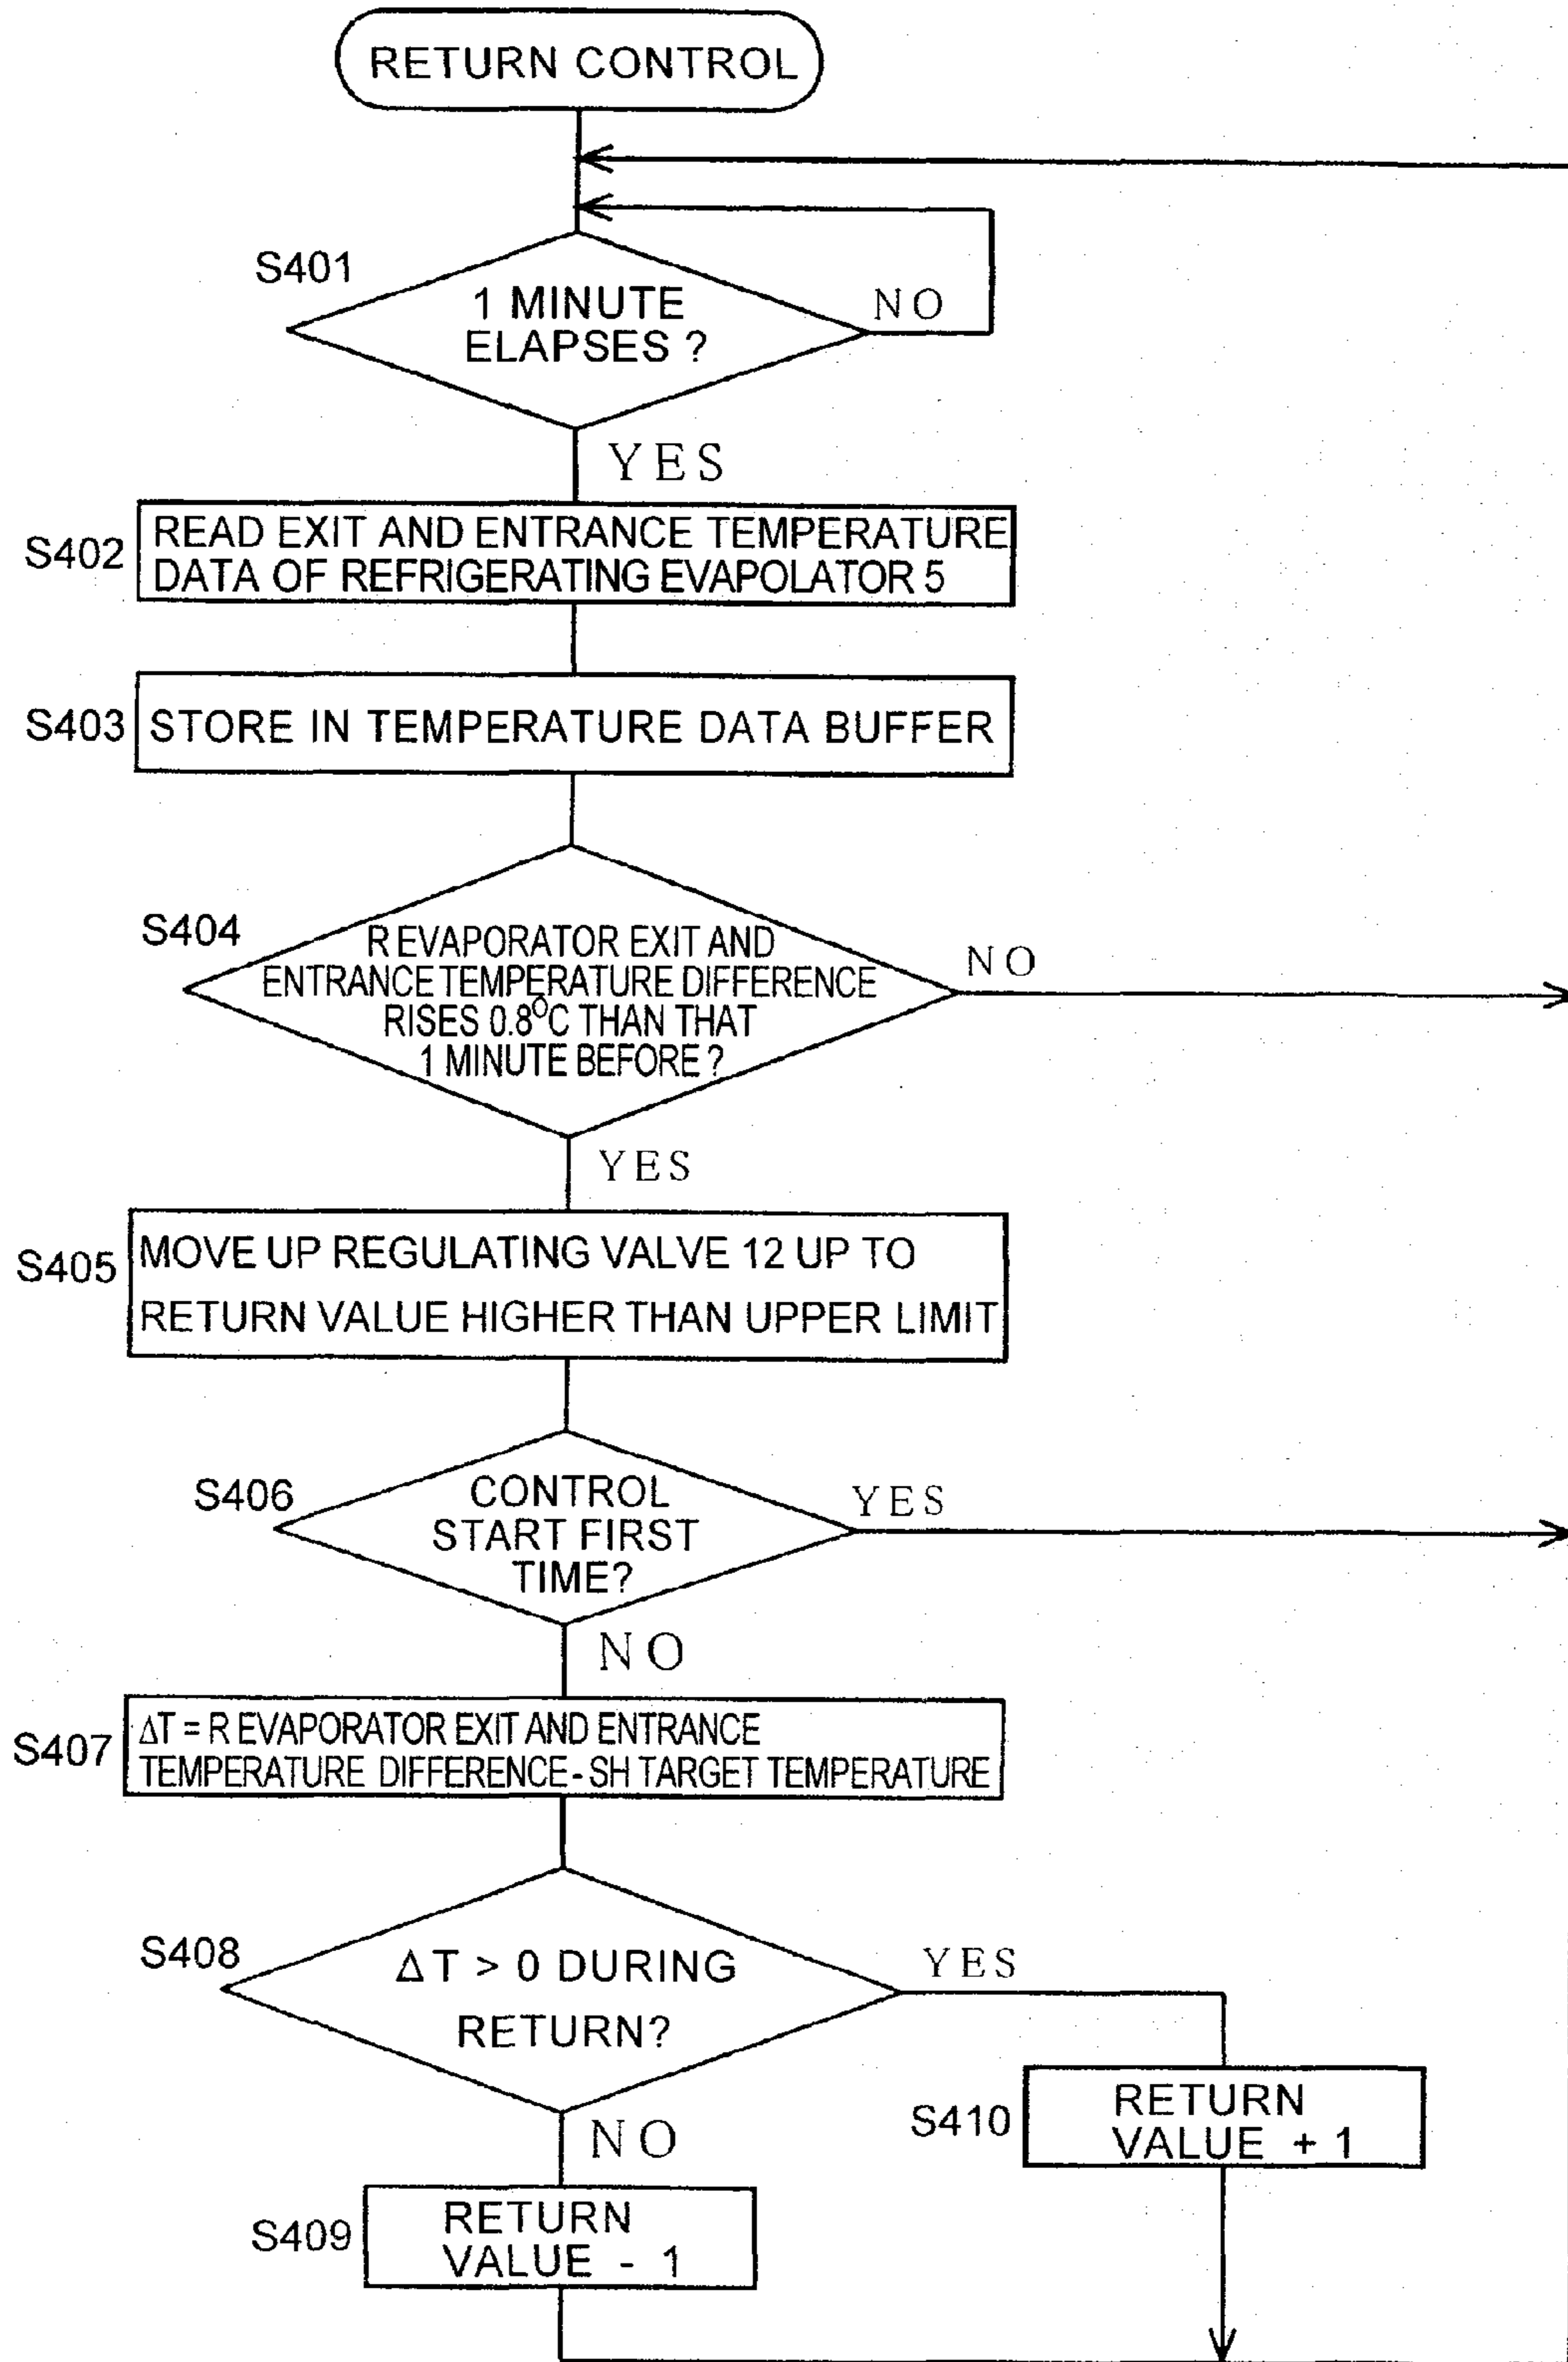 RETURN CONTROL
S401
1 MINUTE
ELAPSES ?
NO
YES
S402
READ EXIT AND ENTRANCE TEMPERATURE
DATA OF REFRIGERATING EVAPOLATOR 5
S403
STORE IN TEMPERATURE DATA BUFFER
S404
R EVAPORATOR EXIT AND
ENTRANCE TEMPERATURE DIFFERENCE
RISES 0.8°C THAN THAT
1 MINUTE BEFORE ?
NO
YES
S405
MOVE UP REGULATING VALVE 12 UP TO
RETURN VALUE HIGHER THAN UPPER LIMIT
S406
CONTROL
START FIRST
TIME?
YES
NO
S407
ΔT = R EVAPORATOR EXIT AND ENTRANCE
TEMPERATURE DIFFERENCE - SH TARGET TEMPERATURE
S408
ΔT > 0 DURING
RETURN?
YES
NO
S410
RETURN
VALUE + 1
S409
RETURN
VALUE - 1